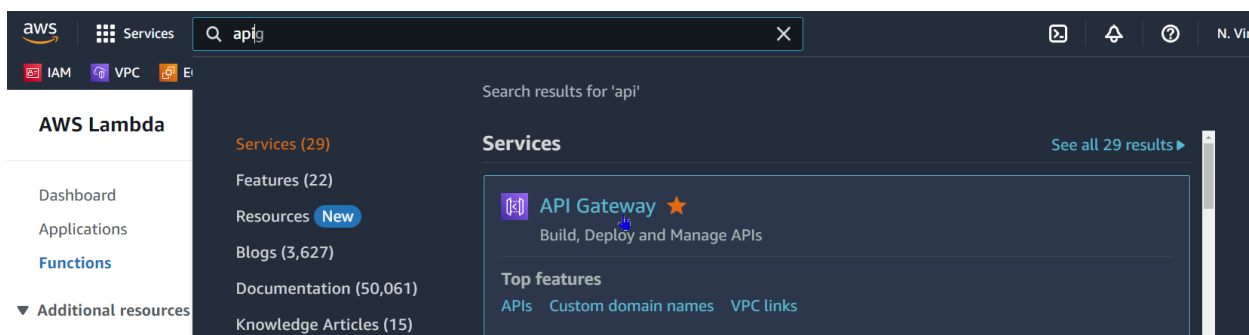 aws Services apig N. Vir
IAM VPC E
Search results for 'api'
AWS Lambda
Services (29)
Services
See all 29 results
Features (22)
Dashboard
Resources New
API Gateway
Applications
Build, Deploy and Manage APIs
Blogs (3,627)
Functions
Top features
Documentation (50,061)
APIs Custom domain names VPC links
Additional resources
Knowledge Articles (15)